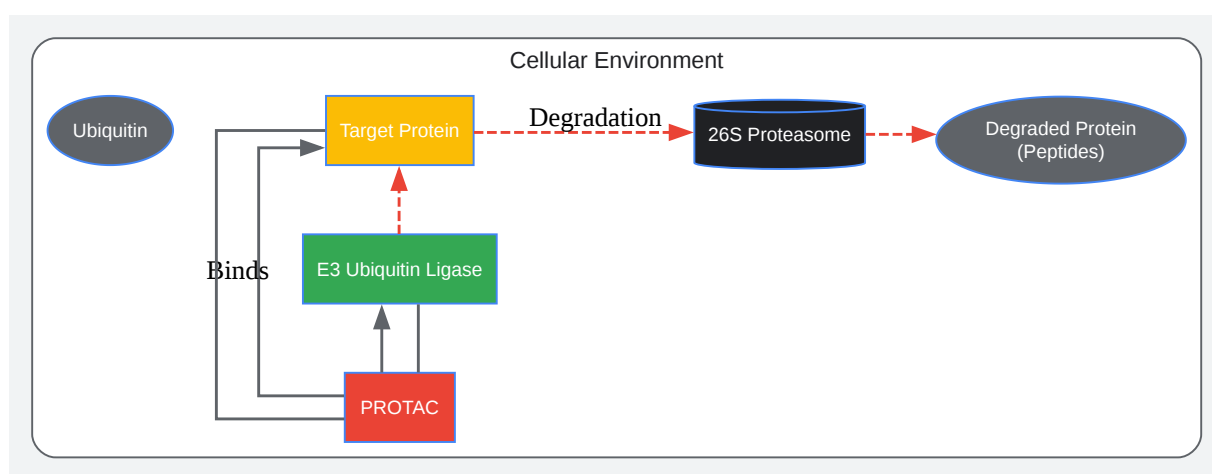 Cellular Environment
Ubiquitin
Target Protein
Degradation
26S Proteasome
Degraded Protein
(Peptides)
Binds
E3 Ubiquitin Ligase
PROTAC